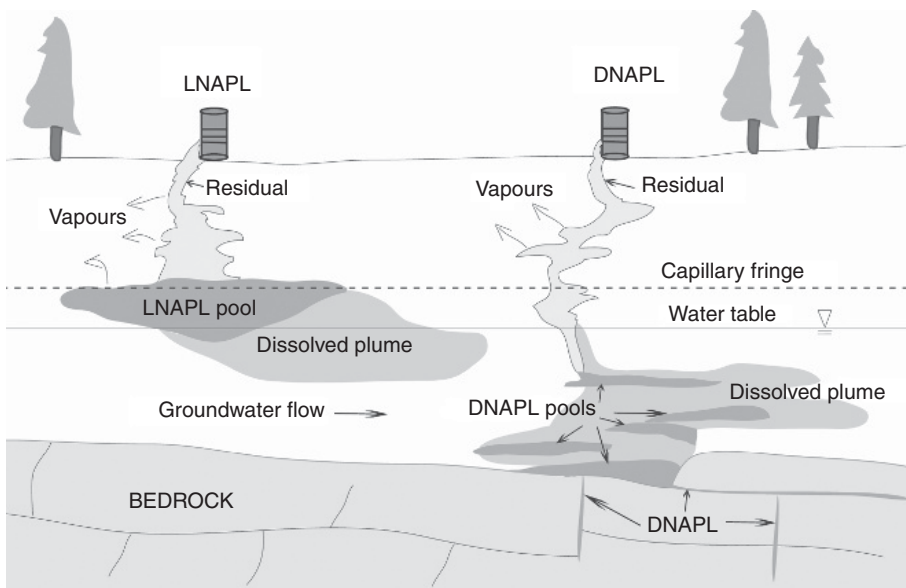 LNAPL
DNAPL
Residual
Residual
Vapours
Vapours
Capillary fringe
LNAPL pool
Water table
Dissolved plume
Dissolved plume
Groundwater flow
DNAPL pools
BEDROCK
DNAPL